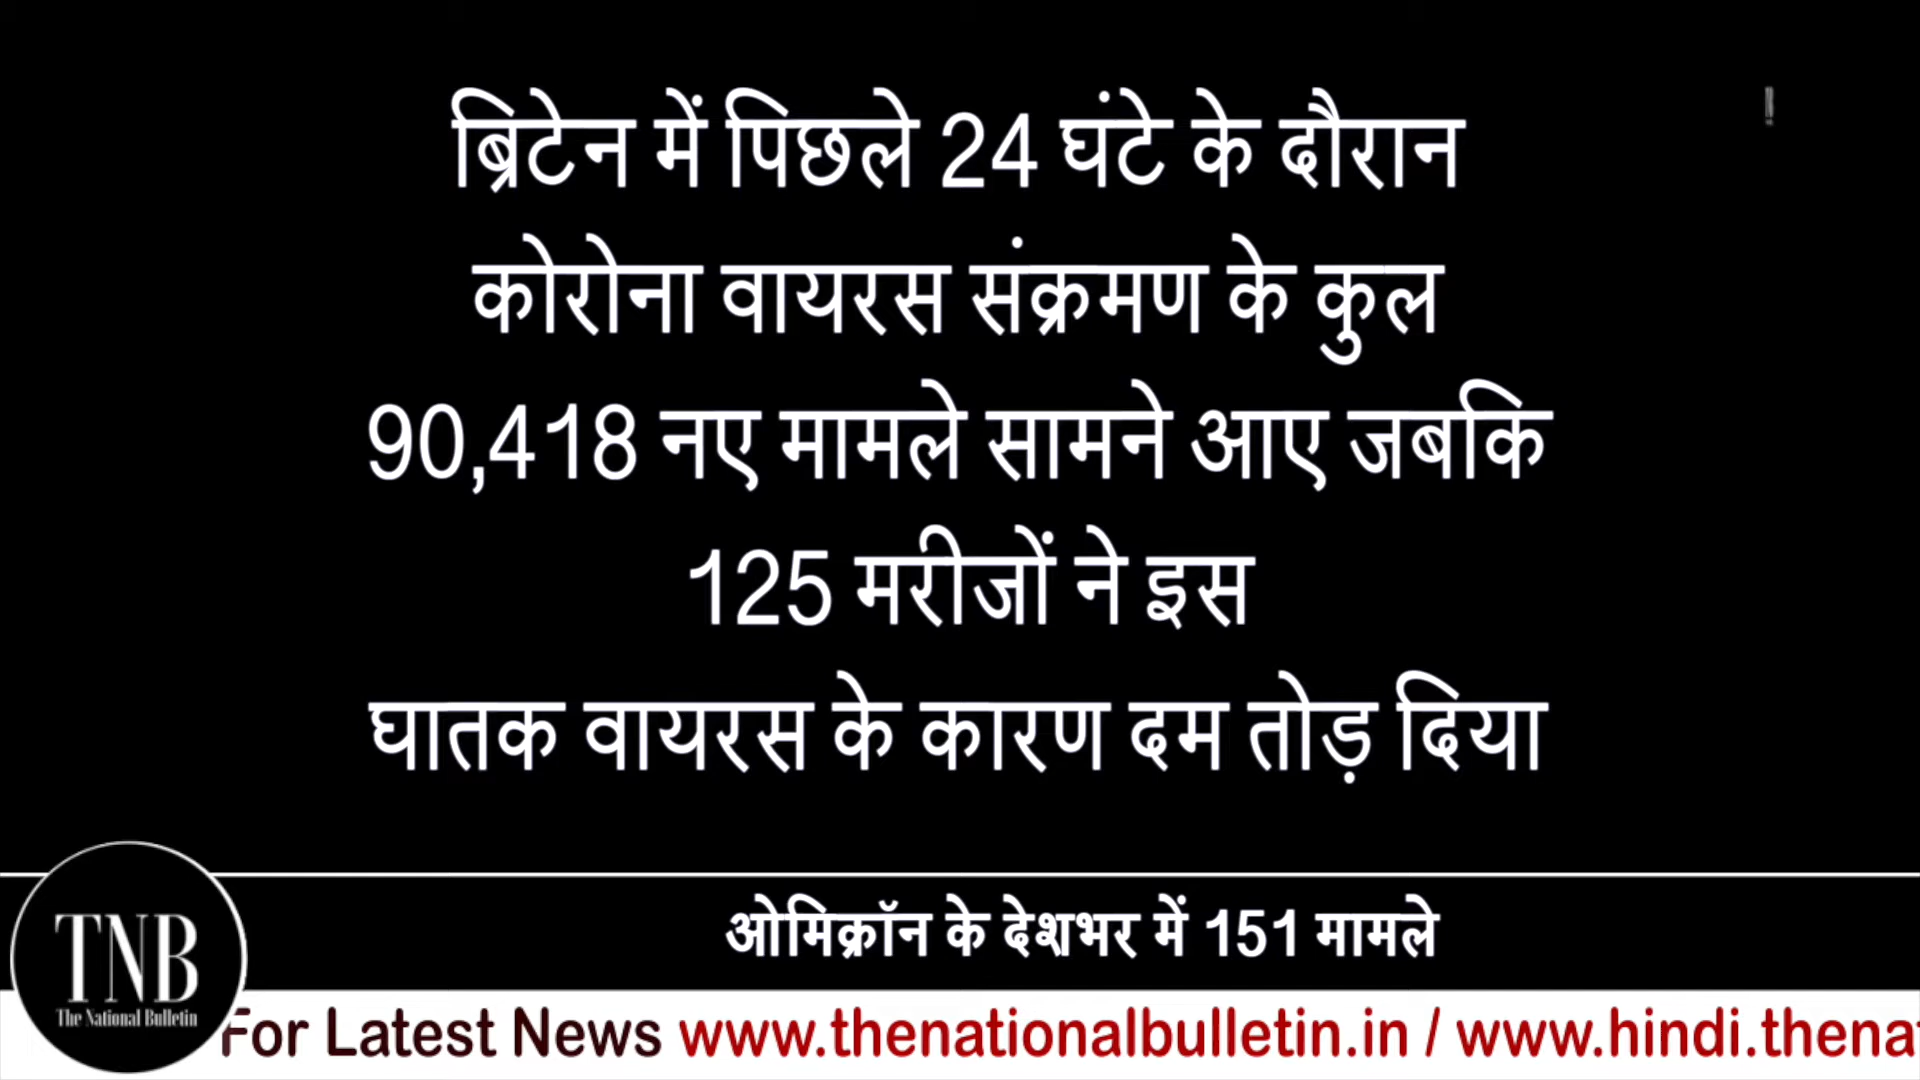 ब्रिटेन में पिछले 24 घंटे के दौरान
कोरोना वायरस संक्रमण के कुल
90,418 नए मामले सामने आए जबकि
125 मरीजों ने इस
घातक वायरस के कारण दम तोड़ दिया
ओमिक्रॉन के देशभर में 151 मामले
TNB
The National Bulletin
For Latest News www.thenationalbulletin.in / www.hindi.thena